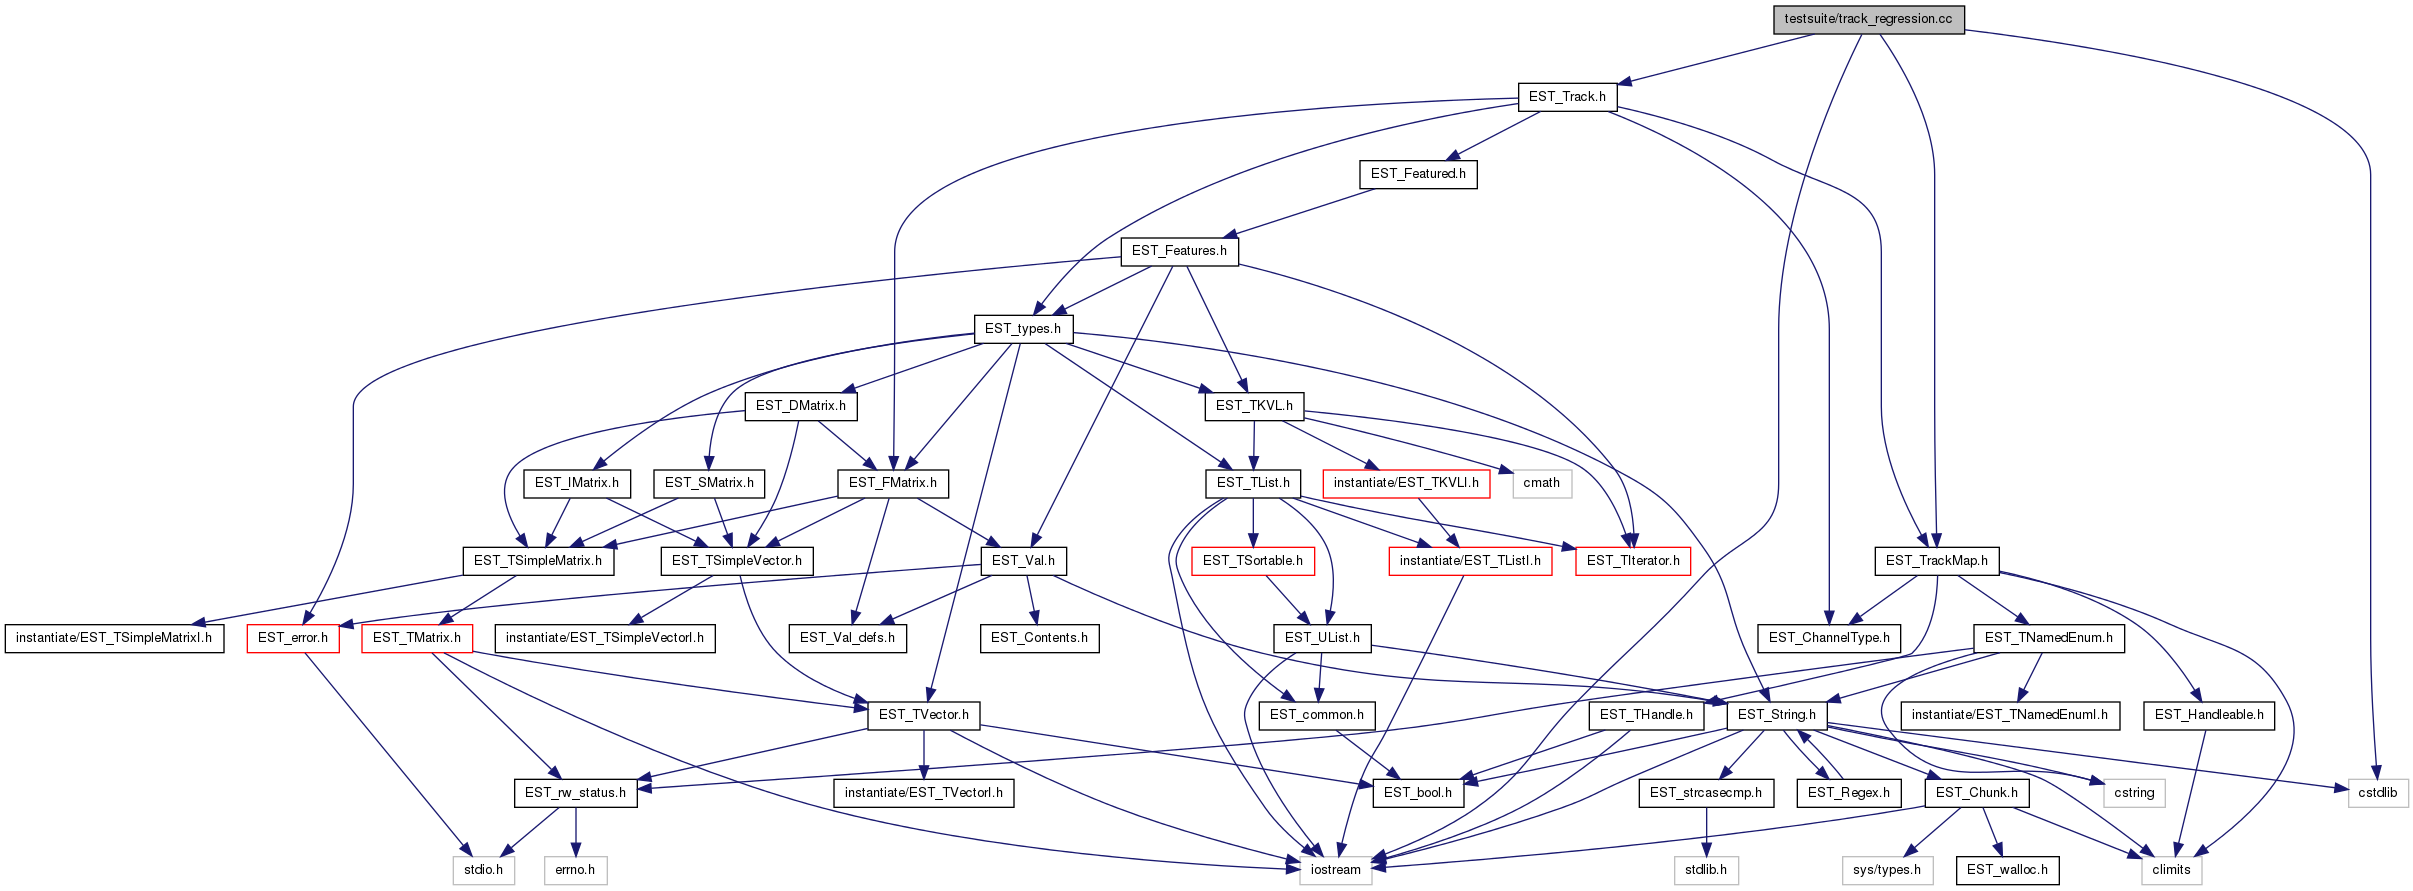 testsuite/track_regression.cc
EST_Track.h
EST_Featured.h
EST_Features.h
EST_types.h
EST_DMatrix.h
EST_TKVL.h
EST_IMatrix.h
EST_SMatrix.h
EST_FMatrix.h
EST_TList.h
instantiate/EST_TKVLI.h
cmath
EST_TSimpleMatrix.h
EST_TSimpleVector.h
EST_Val.h
EST_TSortable.h
instantiate/EST_TListI.h
EST_TIterator.h
EST_TrackMap.h
instantiate/EST_TSimpleMatrixI.h
EST_error.h
EST_TMatrix.h
instantiate/EST_TSimpleVectorI.h
EST_Val_defs.h
EST_Contents.h
EST_UList.h
EST_ChannelType.h
EST_TNamedEnum.h
EST_TVector.h
EST_common.h
EST_THandle.h
EST_String.h
instantiate/EST_TNamedEnumI.h
EST_Handleable.h
EST_rw_status.h
instantiate/EST_TVectorI.h
EST_bool.h
EST_strcasecmp.h
EST_Regex.h
EST_Chunk.h
cstring
cstdlib
stdio.h
errno.h
iostream
stdlib.h
sys/types.h
EST_walloc.h
climits